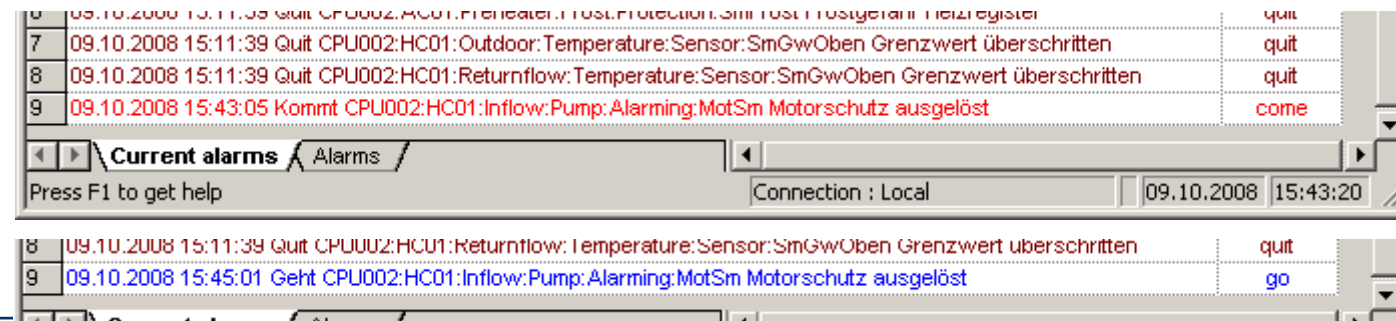 7 09.10.2008 15:11:39 Quit CPU002:HC01:Outdoor:Temperature:Sensor:SmGwOben Grenzwert überschritten quit
8 09.10.2008 15:11:39 Quit CPU002:HC01:Returnflow:Temperature:Sensor:SmGwOben Grenzwert überschritten quit
9 09.10.2008 15:43:05 Kommt CPU002:HC01:Inflow:Pump:Alarming:MotSm Motorschutz ausgelöst come
Current alarms Alarms
Press F1 to get help Connection : Local 09.10.2008 15:43:20
8 09.10.2008 15:11:39 Quit CPU002:HC01:Returnflow:Temperature:Sensor:SmGwOben Grenzwert überschritten quit
9 09.10.2008 15:45:01 Geht CPU002:HC01:Inflow:Pump:Alarming:MotSm Motorschutz ausgelöst go